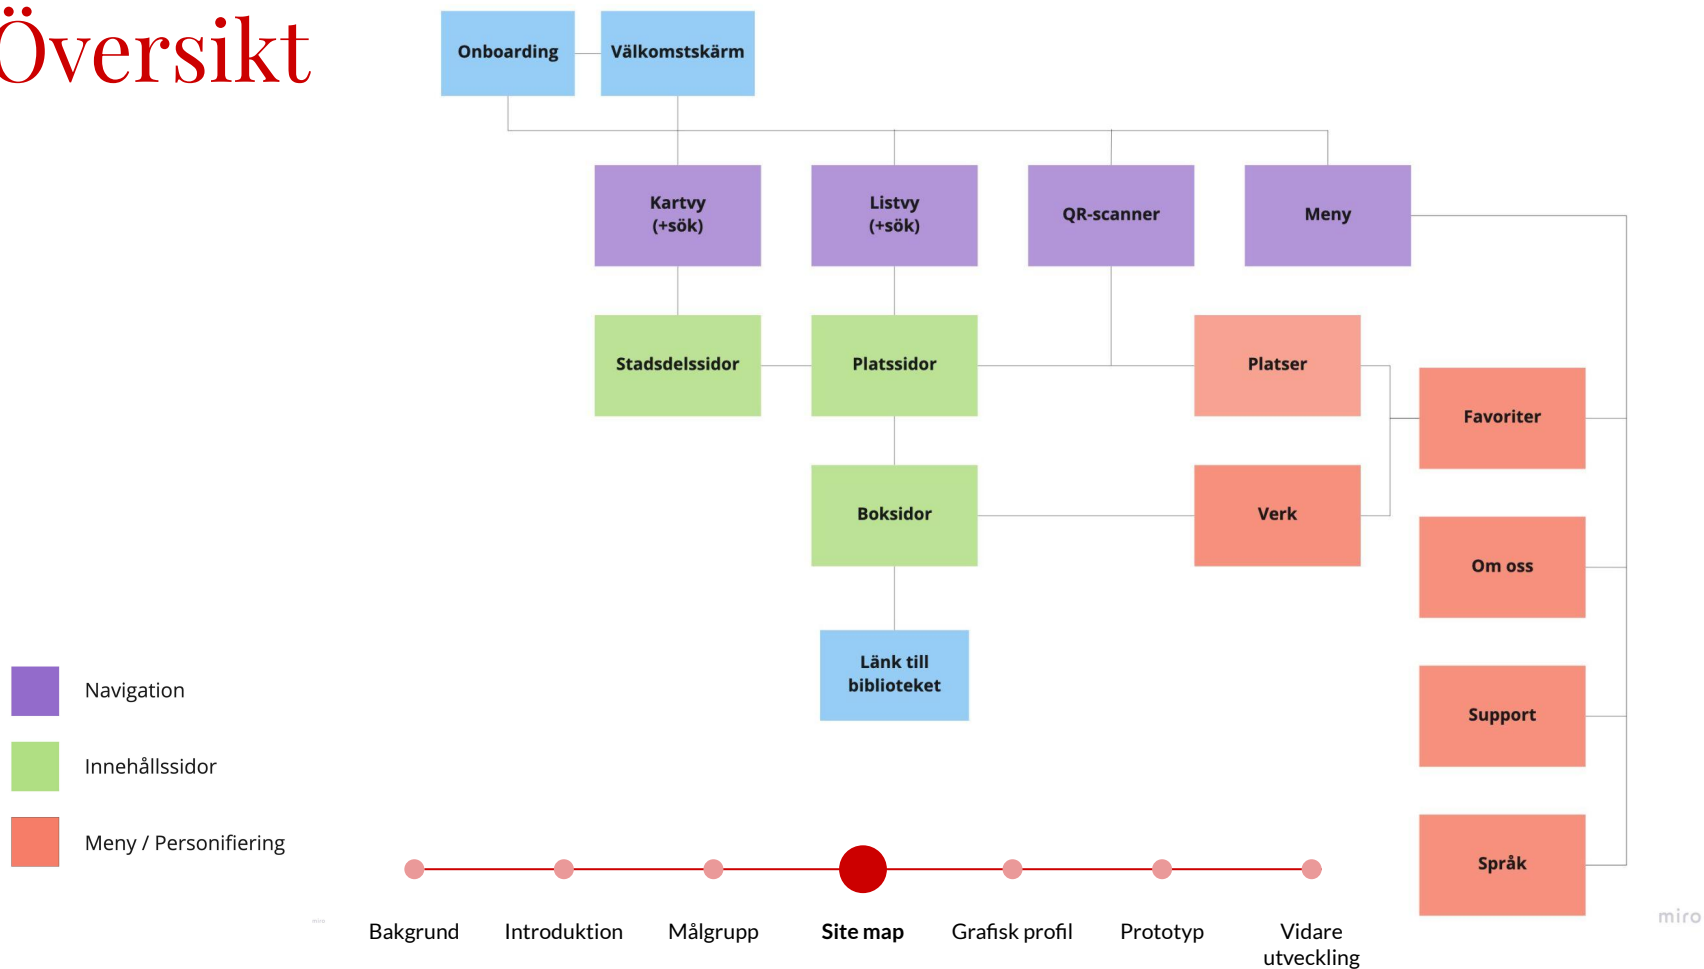 Översikt
Onboarding
Välkomstskärm
Kartvy
(+sök)
Listvy
(+sök)
QR-scanner
Meny
Stadsdelssidor
Platssidor
Platser
Favoriter
Boksidor
Verk
Om oss
Länk till
biblioteket
Support
Språk
Navigation
Innehållssidor
Meny / Personifiering
miro
miro
Bakgrund
Introduktion
Målgrupp
Site map
Grafisk profil
Prototyp
Vidare
utveckling